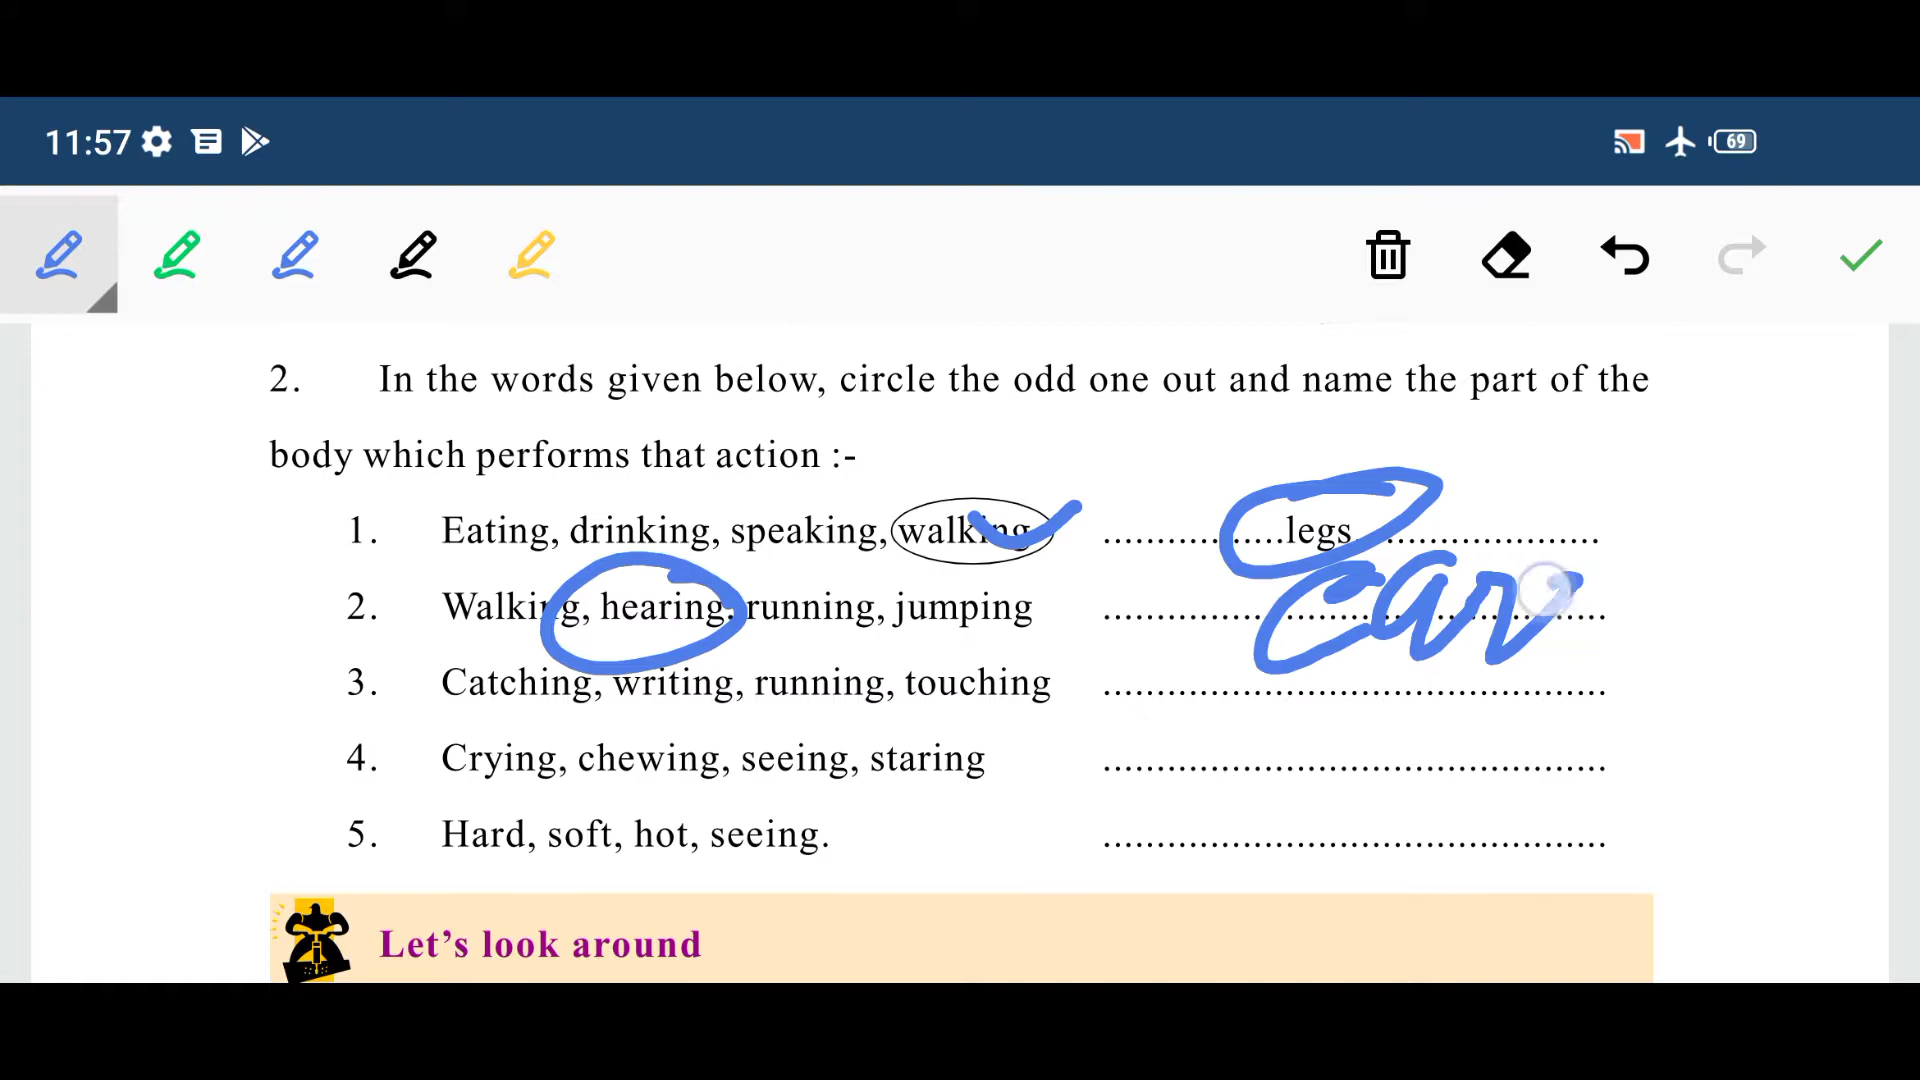 11:57 69
2. In the words given below, circle the odd one out and name the part of the
body which performs that action :-
1. Eating, drinking, speaking, walking ...............legs....................
2. Walking, hearing, running, jumping ear
3. Catching, writing, running, touching ...............................................
4. Crying, chewing, seeing, staring ...............................................
5. Hard, soft, hot, seeing. ...............................................
Let’s look around